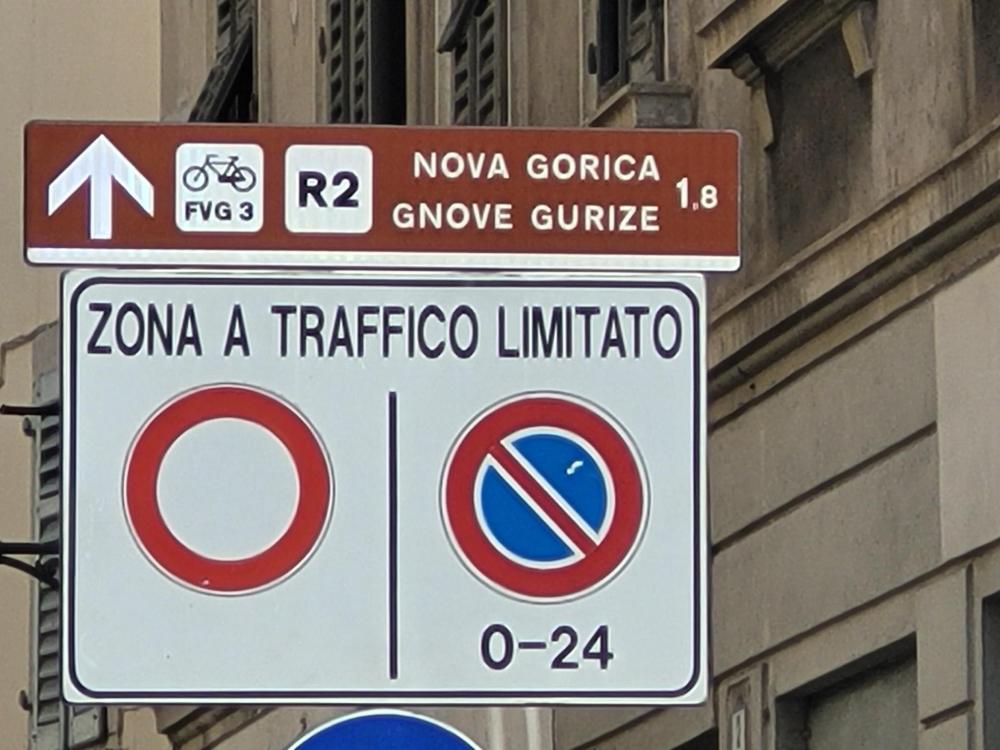 FVG 3
R2
NOVA GORICA
GNOVE GURIZE
1,8
ZONA A TRAFFICO LIMITATO
0-24